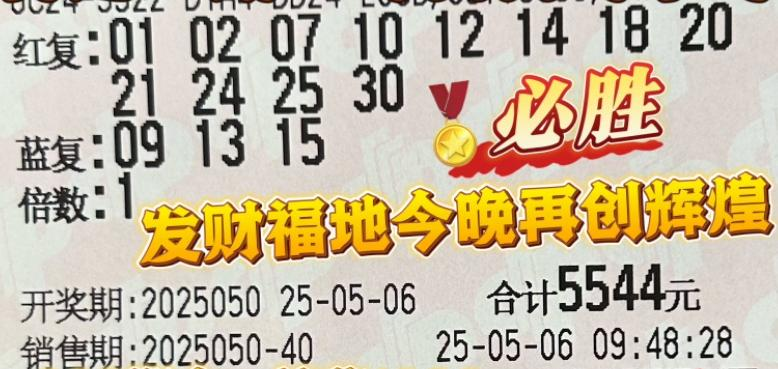 红复:01 02 07 10 12 14 18 20
21 24 25 30
必胜
蓝复:09 13 15
倍数:1
发财福地今晚再创辉煌
开奖期:2025050 25-05-06 合计5544元
销售期:2025050-40 25-05-06 09:48:28